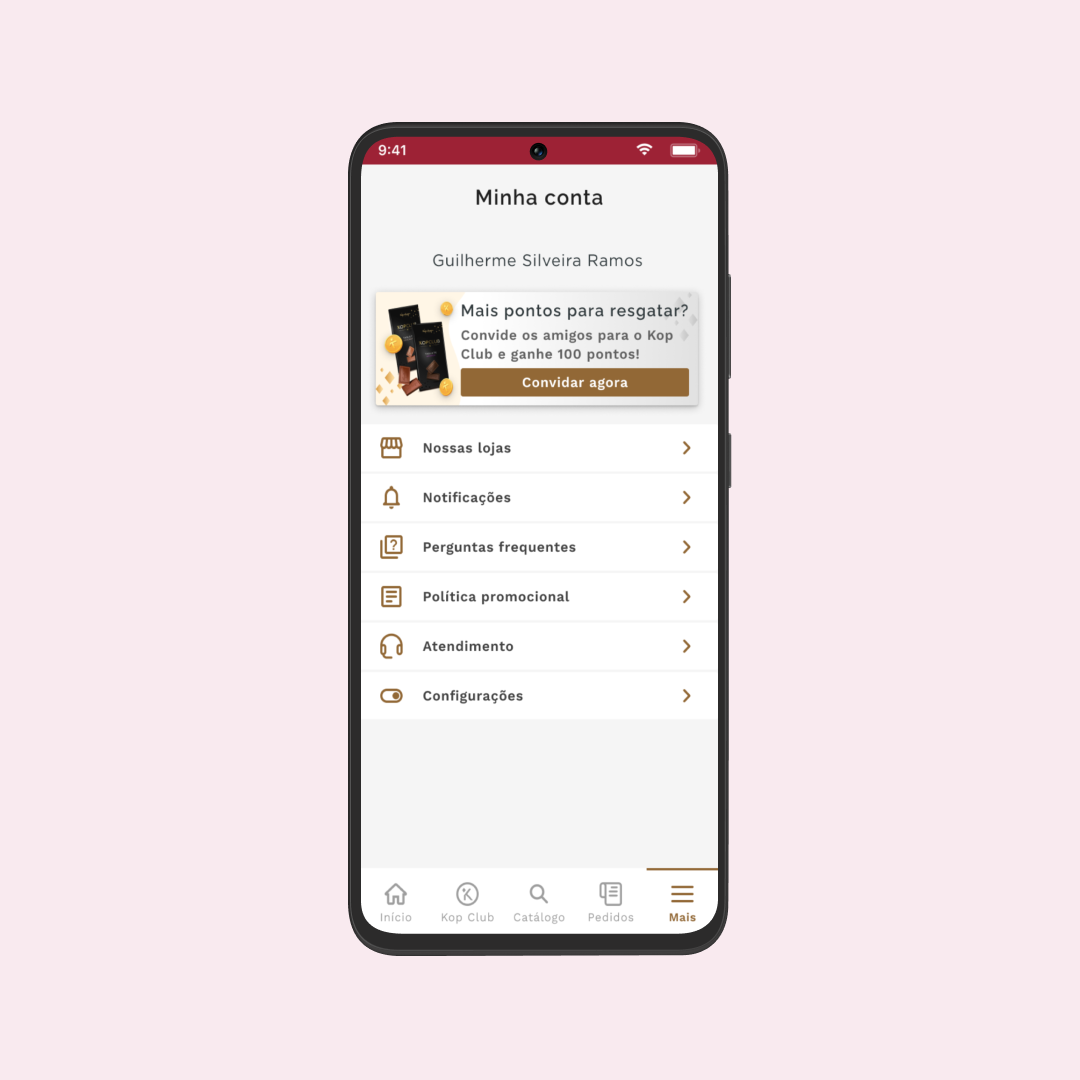 9:41
Minha conta
Guilherme Silveira Ramos
Mais pontos para resgatar?
Convide os amigos para o Kop
Club e ganhe 100 pontos!
Convidar agora
Nossas lojas
Notificações
Perguntas frequentes
Política promocional
Atendimento
Configurações
Início
Kop Club
Catálogo
Pedidos
Mais